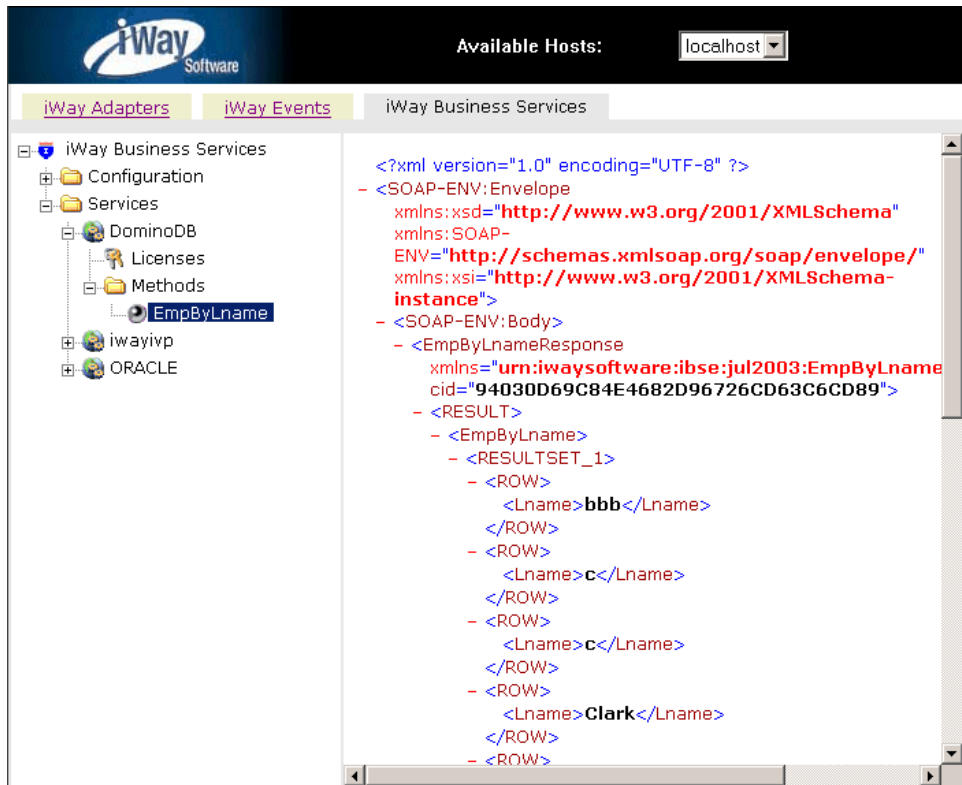 iWay
Software
Available Hosts:
localhost
iWay Adapters
iWay Events
iWay Business Services
iWay Business Services
Configuration
Services
DominoDB
Licenses
Methods
EmpByLname
iwayivp
ORACLE
<?xml version="1.0" encoding="UTF-8" ?>
– <SOAP-ENV:Envelope
xmlns:xsd="http://www.w3.org/2001/XMLSchema"
xmlns:SOAP-
ENV="http://schemas.xmlsoap.org/soap/envelope/"
xmlns:xsi="http://www.w3.org/2001/XMLSchema-
instance">
– <SOAP-ENV:Body>
– <EmpByLnameResponse
xmlns="urn:iwaysoftware:ibse:jul2003:EmpByLname
cid="94030D69C84E4682D96726CD63C6CD89">
– <RESULT>
– <EmpByLname>
– <RESULTSET_1>
– <ROW>
<Lname>bbb</Lname>
</ROW>
– <ROW>
<Lname>c</Lname>
</ROW>
– <ROW>
<Lname>c</Lname>
</ROW>
– <ROW>
<Lname>Clark</Lname>
</ROW>
– <ROW>